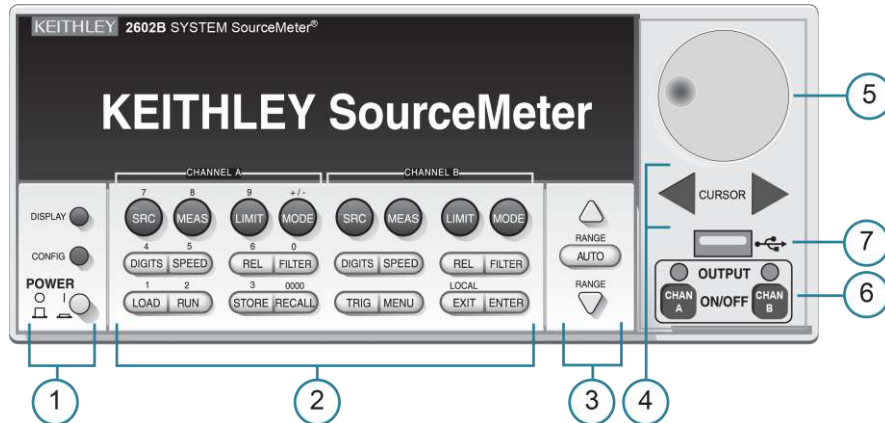 KEITHLEY 2602B SYSTEM SourceMeter®
KEITHLEY SourceMeter
CHANNEL A CHANNEL B
7 8 9 +/-
DISPLAY SRC MEAS LIMIT MODE SRC MEAS LIMIT MODE
4 5 6 0
CONFIG DIGITS SPEED REL FILTER DIGITS SPEED REL FILTER
1 2 3 0000 LOCAL
POWER LOAD RUN STORE RECALL TRIG MENU EXIT ENTER
O I
RANGE
AUTO
RANGE
CURSOR
OUTPUT
CHAN A ON/OFF CHAN B
5
7
6
1 2 3 4